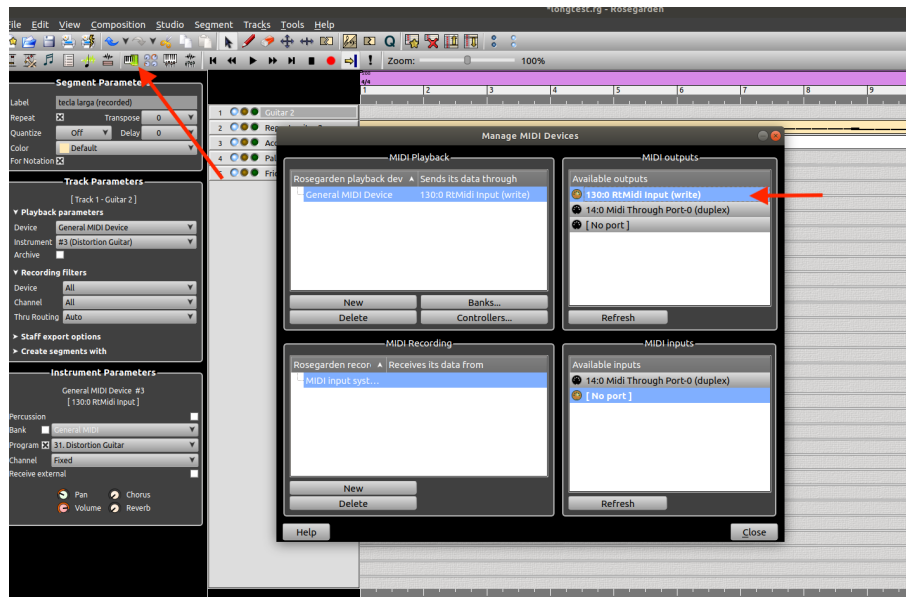 *longtest.rg - Rosegarden
File Edit View Composition Studio Segment Tracks Tools Help
Zoom: 100%
Segment Parameters
Label tecla larga (recorded)
Repeat Transpose 0
Quantize Off Delay 0
Color Default
For Notation
Track Parameters
[ Track 1 - Guitar 2 ]
Playback parameters
Device General MIDI Device
Instrument #3 (Distortion Guitar)
Archive
Recording filters
Device All
Channel All
Thru Routing Auto
Staff export options
Create segments with
Instrument Parameters
General MIDI Device #3
[ 130:0 RtMidi Input ]
Percussion
Bank General MIDI
Program 31. Distortion Guitar
Channel Fixed
Receive external
Pan Chorus
Volume Reverb
4/4
1 2 3 4 5 6 7 8 9
1 Guitar 2
2
3
4
Manage MIDI Devices
MIDI Playback
Rosegarden playback dev Sends its data through
General MIDI Device 130:0 RtMidi Input (write)
New Banks...
Delete Controllers...
MIDI outputs
Available outputs
130:0 RtMidi Input (write)
14:0 Midi Through Port-0 (duplex)
[ No port ]
Refresh
MIDI Recording
Rosegarden recor Receives its data from
MIDI input syst...
New
Delete
MIDI inputs
Available inputs
14:0 Midi Through Port-0 (duplex)
[ No port ]
Refresh
Help Close